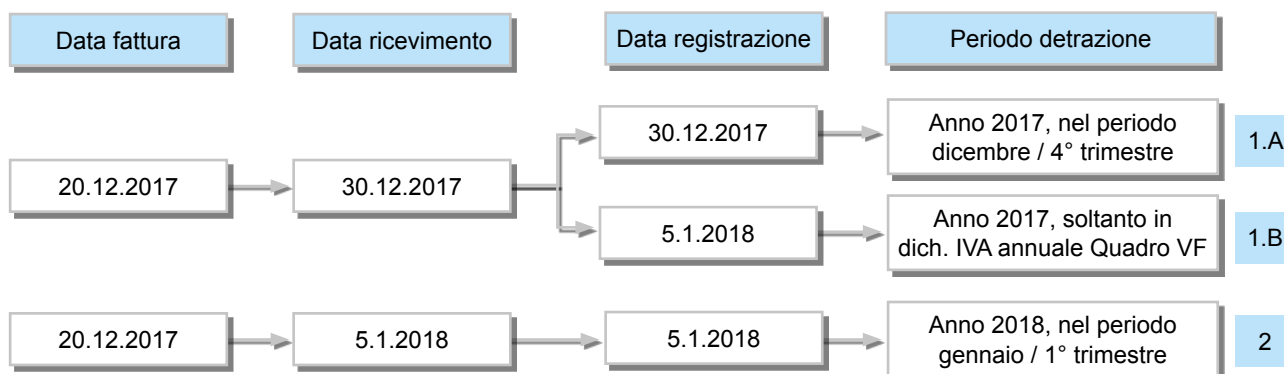 Data fattura
Data ricevimento
Data registrazione
Periodo detrazione
20.12.2017
30.12.2017
30.12.2017
Anno 2017, nel periodo
dicembre / 4° trimestre
1.A
5.1.2018
Anno 2017, soltanto in
dich. IVA annuale Quadro VF
1.B
20.12.2017
5.1.2018
5.1.2018
Anno 2018, nel periodo
gennaio / 1° trimestre
2